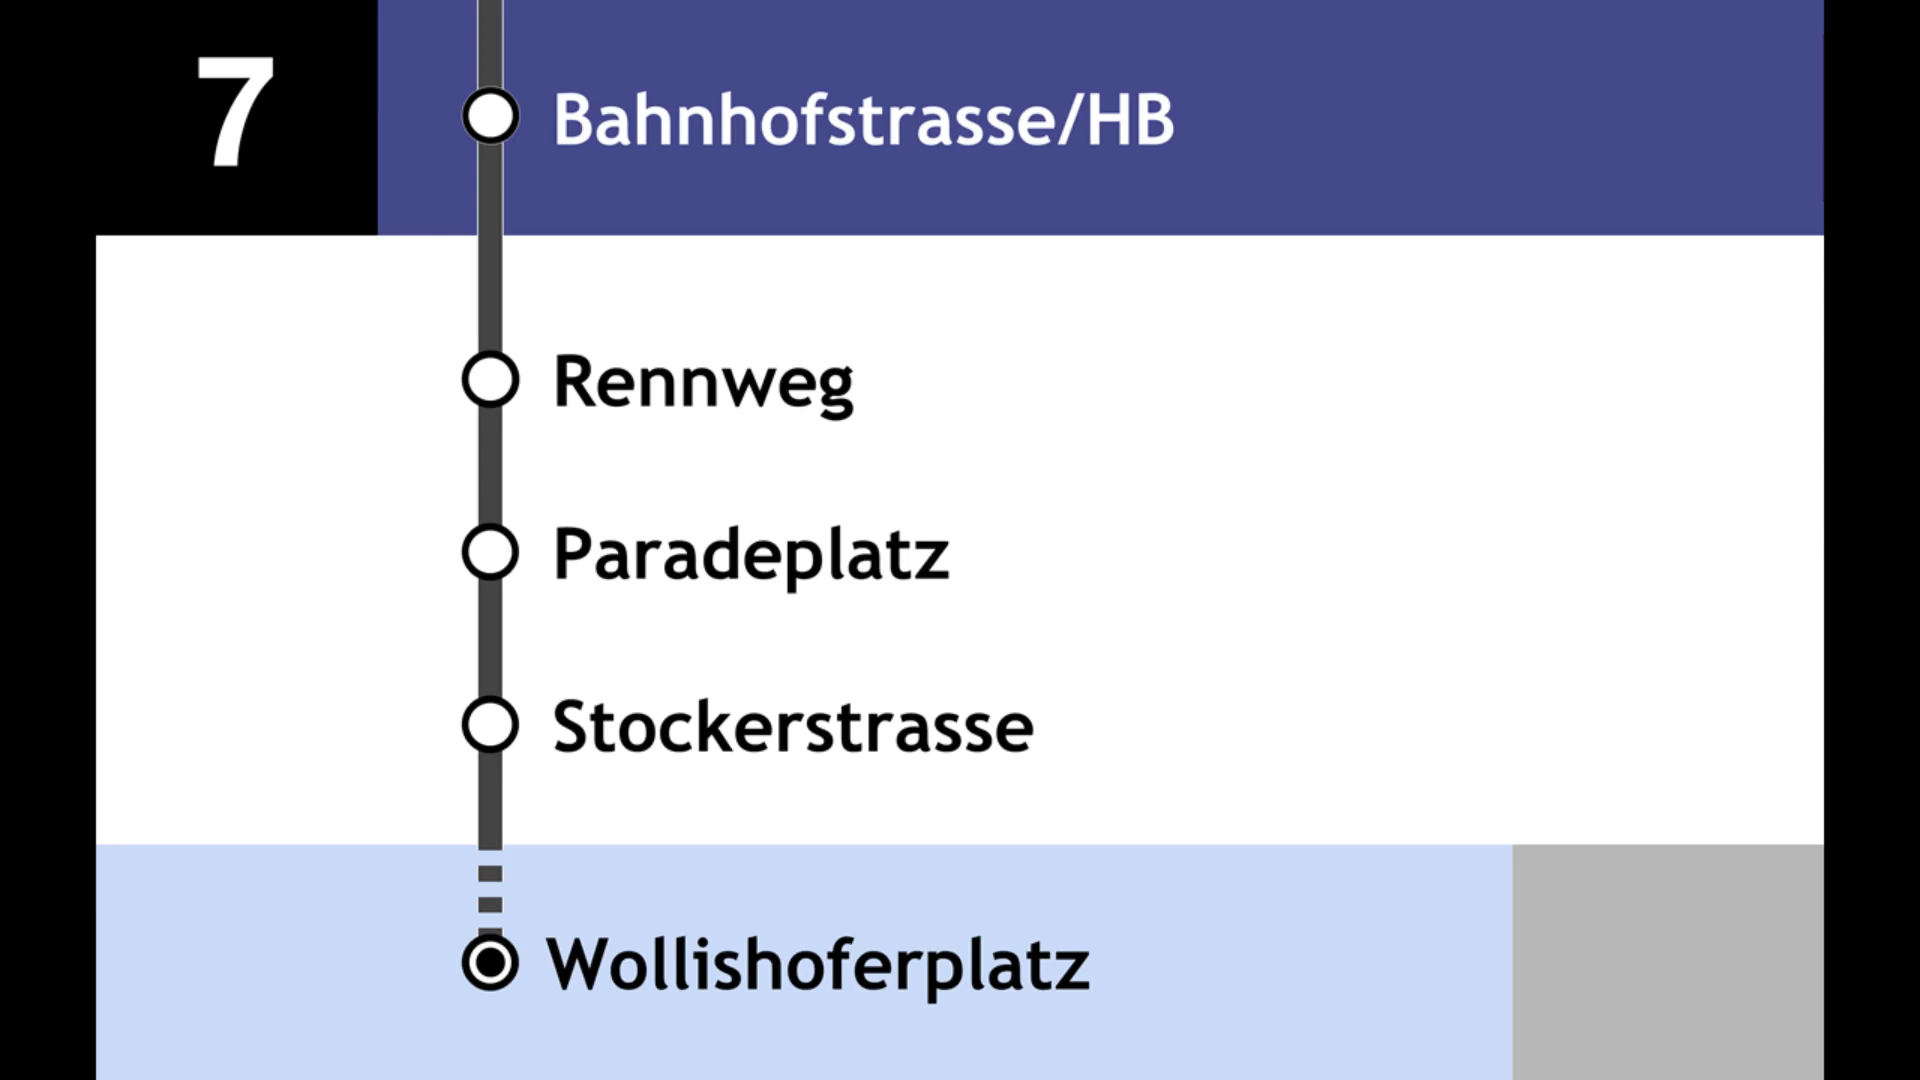 7
Bahnhofstrasse/HB
Rennweg
Paradeplatz
Stockerstrasse
Wollishoferplatz